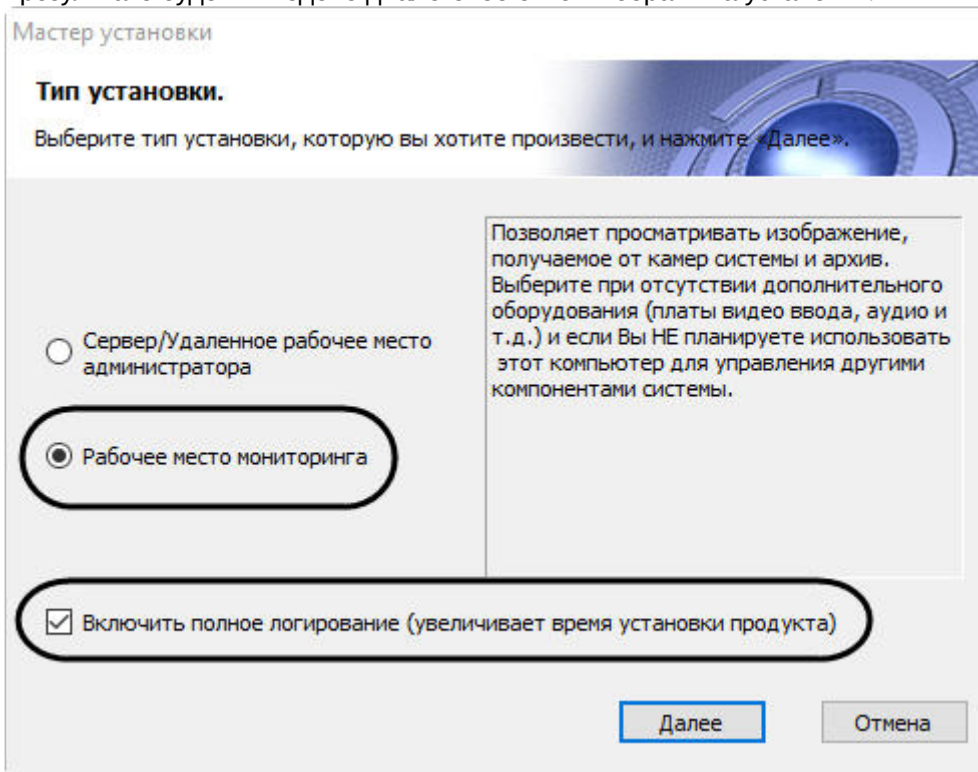 Мастер установки
Тип установки.
Выберите тип установки, которую вы хотите произвести, и нажмите «Далее».
Позволяет просматривать изображение,
получаемое от камер системы и архив.
Выберите при отсутствии дополнительного
оборудования (платы видео ввода, аудио и
т.д.) и если Вы НЕ планируете использовать
этот компьютер для управления другими
компонентами системы.
Сервер/Удаленное рабочее место
администратора
Рабочее место мониторинга
Включить полное логирование (увеличивает время установки продукта)
Далее
Отмена